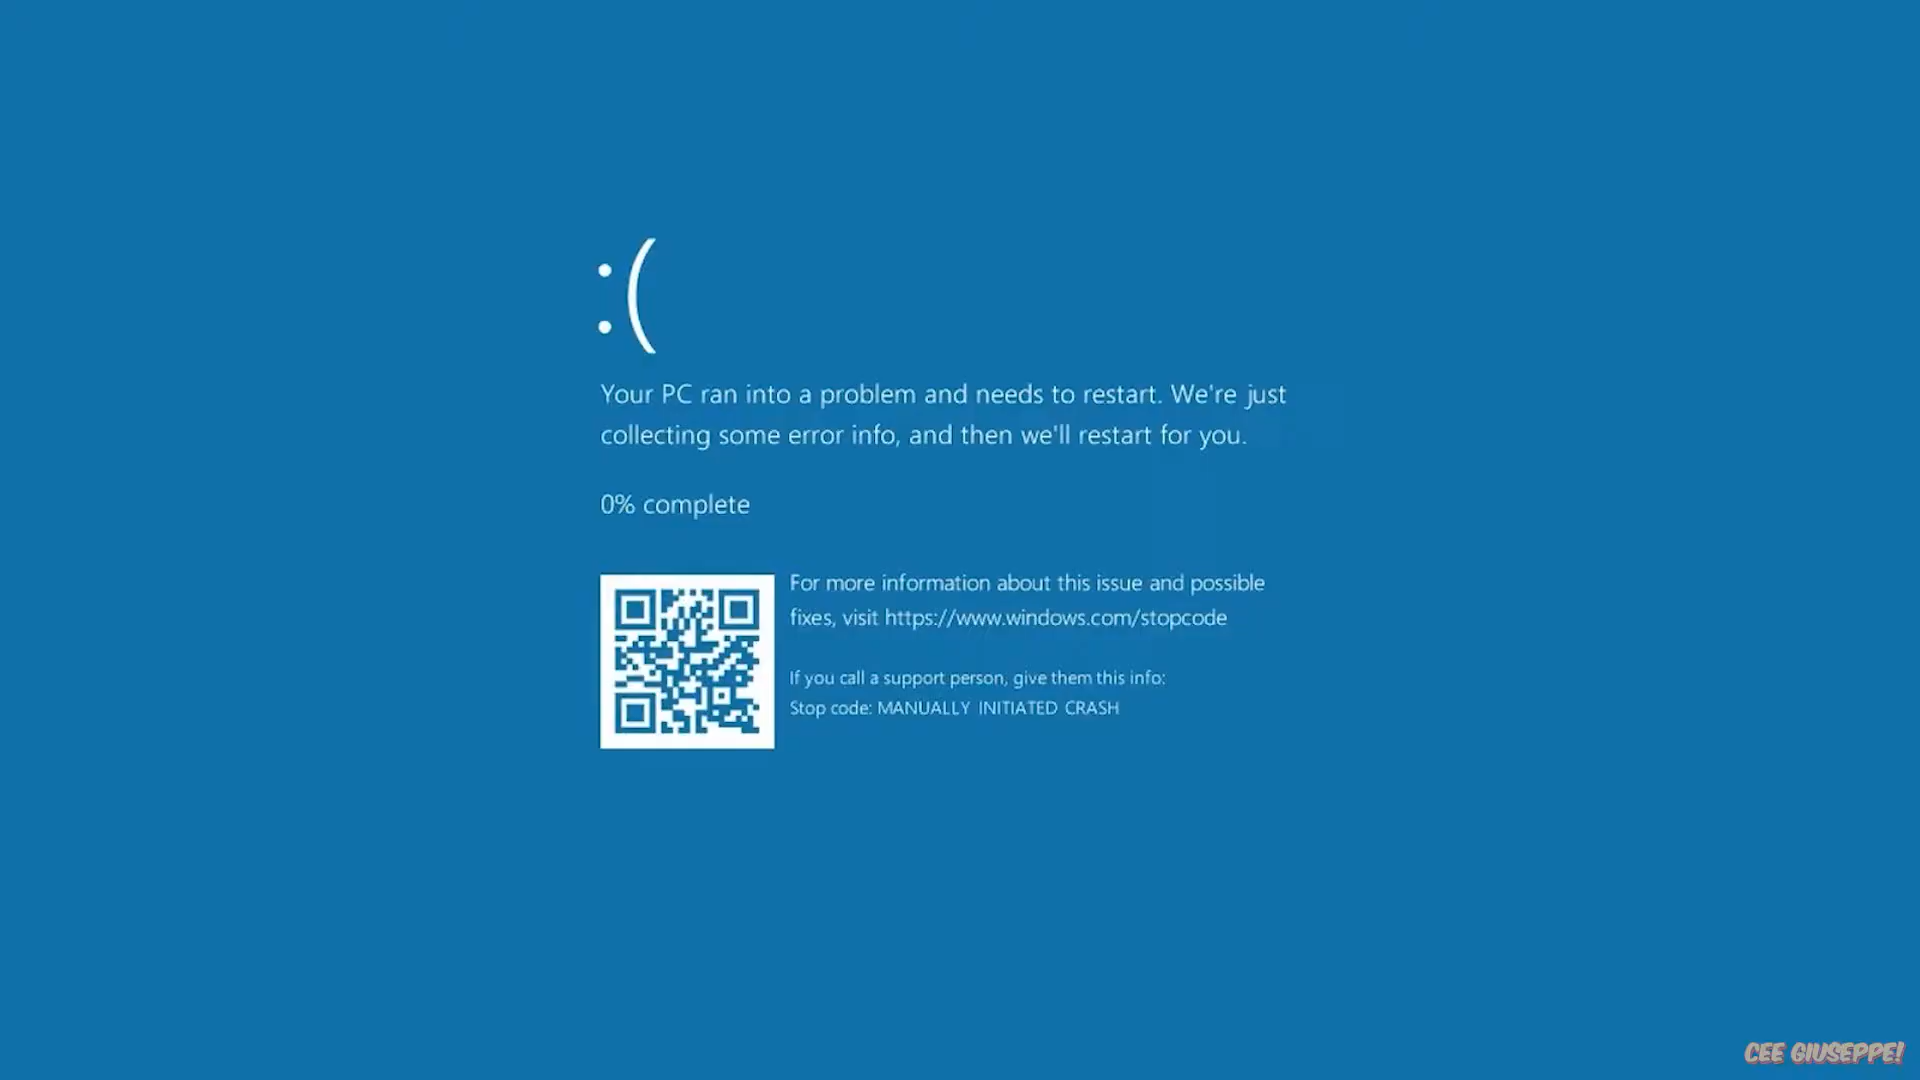 :(
Your PC ran into a problem and needs to restart. We're just
collecting some error info, and then we'll restart for you.
0% complete
For more information about this issue and possible
fixes, visit https://www.windows.com/stopcode
If you call a support person, give them this info:
Stop code: MANUALLY INITIATED CRASH
CEE GIUSEPPE!